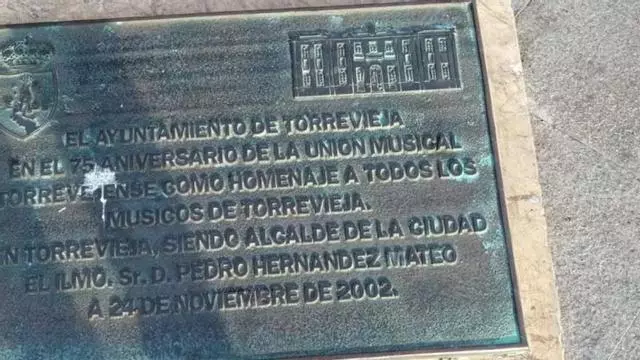 EL AYUNTAMIENTO DE TORREVIEJA
EN EL 75 ANIVERSARIO DE LA UNION MUSICAL
TORREVEJENSE, COMO HOMENAJE A TODOS LOS
MUSICOS DE TORREVIEJA.
EN TORREVIEJA, SIENDO ALCALDE DE LA CIUDAD
EL ILMO. Sr. D. PEDRO HERNANDEZ MATEO
A 24 DE NOVIEMBRE DE 2002.